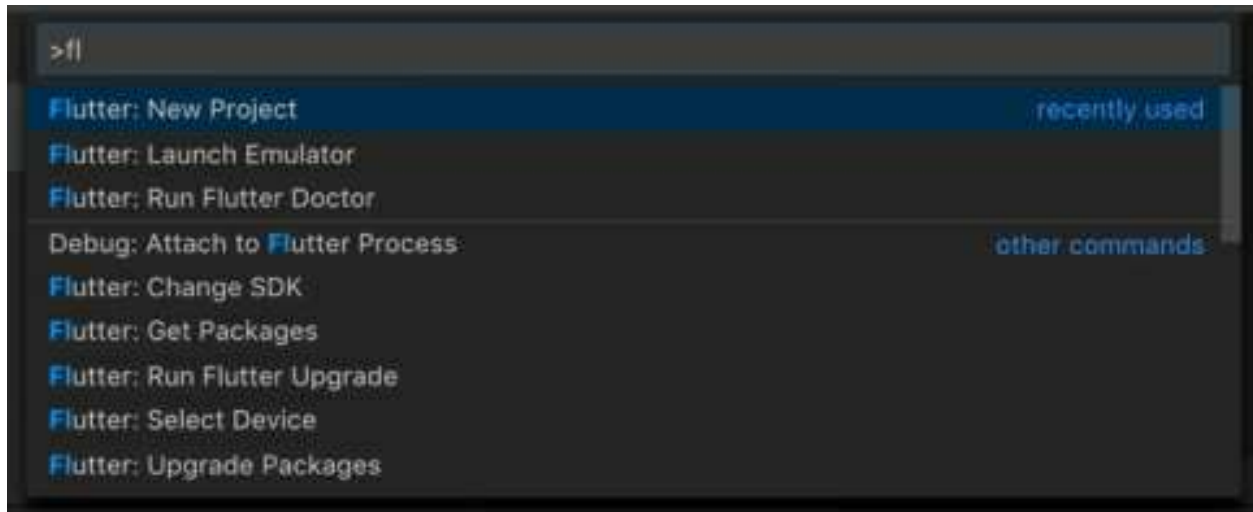 >fl
Flutter: New Project recently used
Flutter: Launch Emulator
Flutter: Run Flutter Doctor
Debug: Attach to Flutter Process other commands
Flutter: Change SDK
Flutter: Get Packages
Flutter: Run Flutter Upgrade
Flutter: Select Device
Flutter: Upgrade Packages